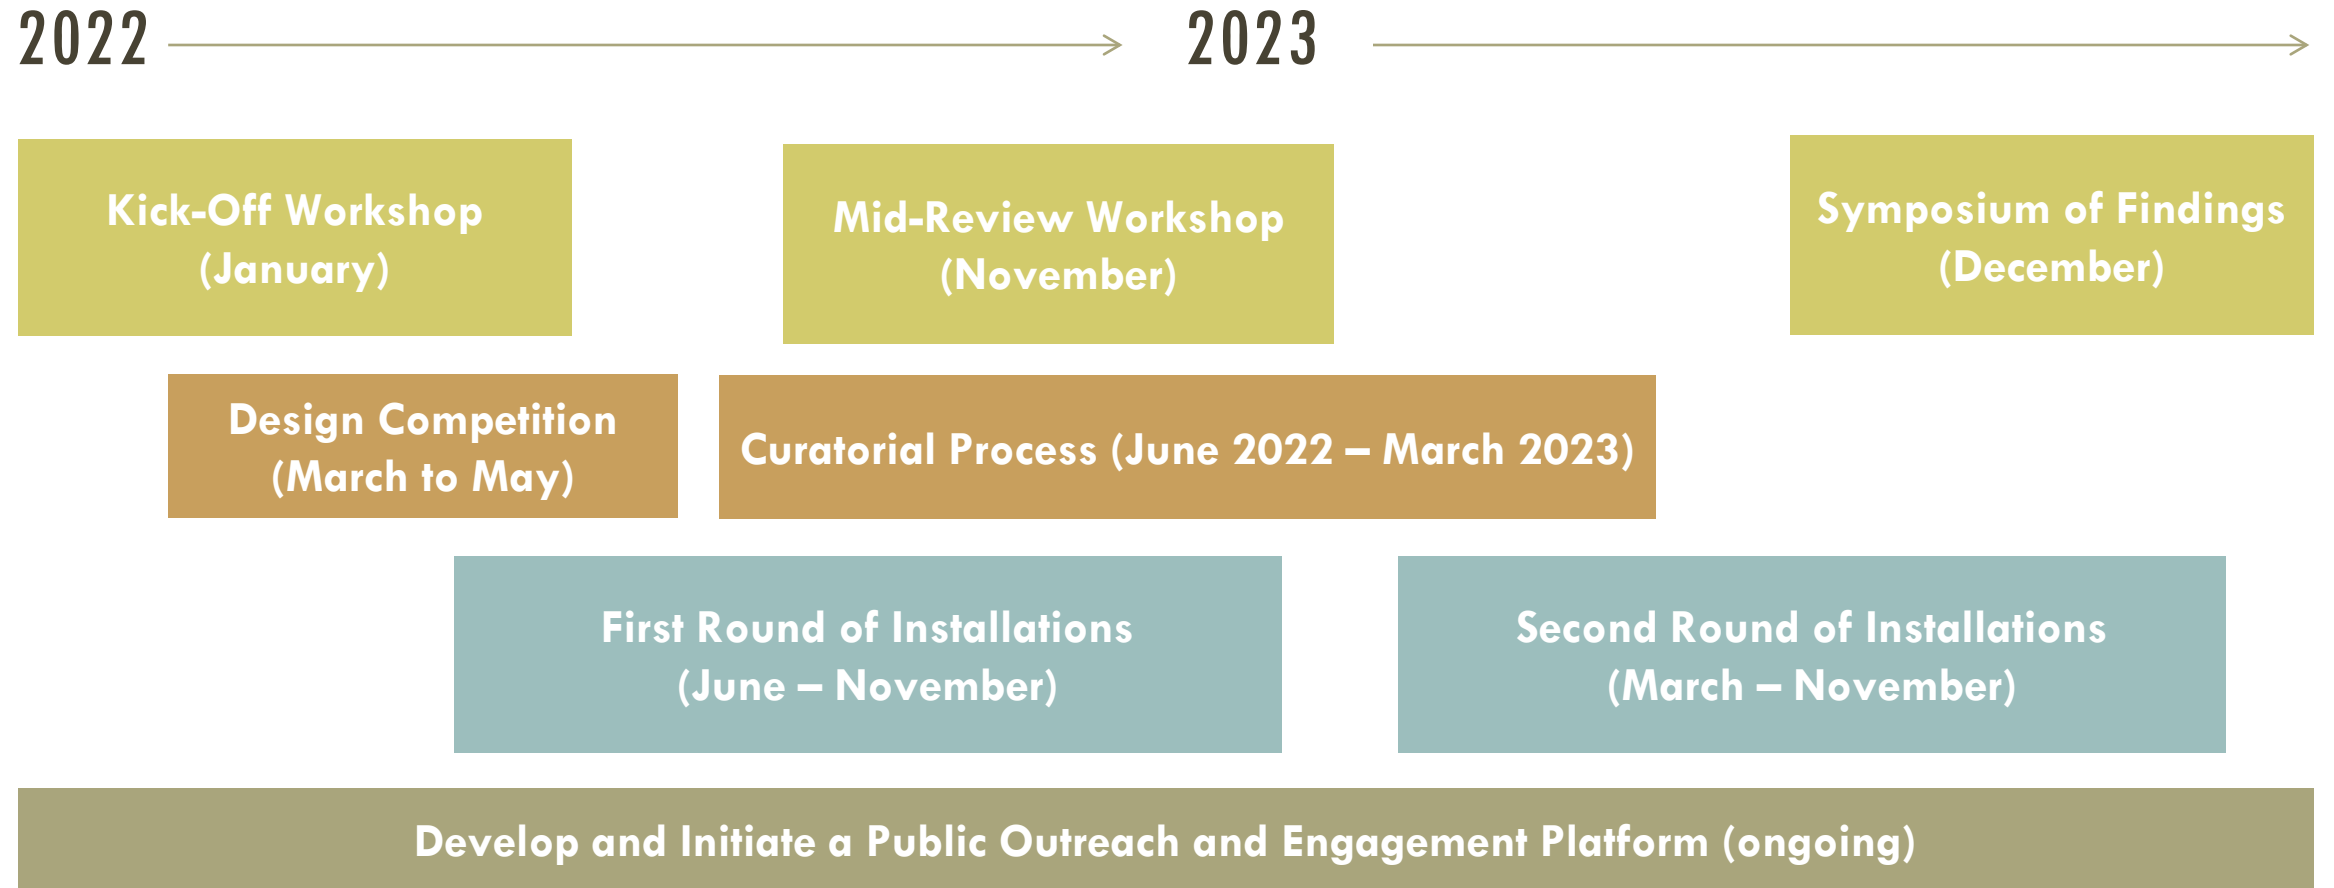 2022
2023
Kick-Off Workshop
(January)
Mid-Review Workshop
(November)
Symposium of Findings
(December)
Design Competition
(March to May)
Curatorial Process (June 2022 – March 2023)
First Round of Installations
(June – November)
Second Round of Installations
(March – November)
Develop and Initiate a Public Outreach and Engagement Platform (ongoing)